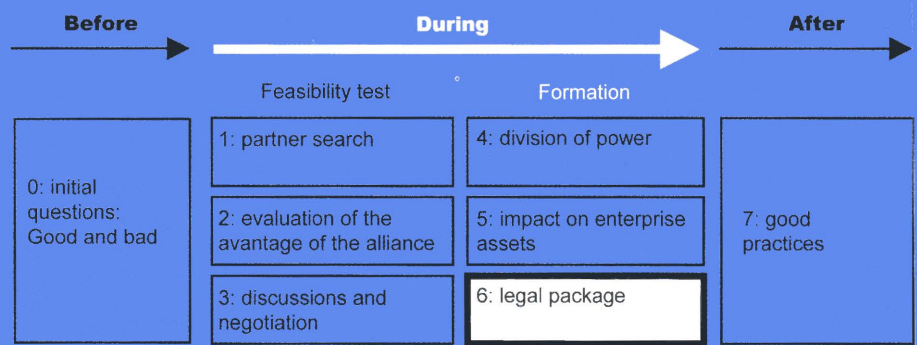 Before
During
After
Feasibility test
Formation
0: initial
questions:
Good and bad
1: partner search
2: evaluation of the
avantage of the alliance
3: discussions and
negotiation
4: division of power
5: impact on enterprise
assets
6: legal package
7: good
practices